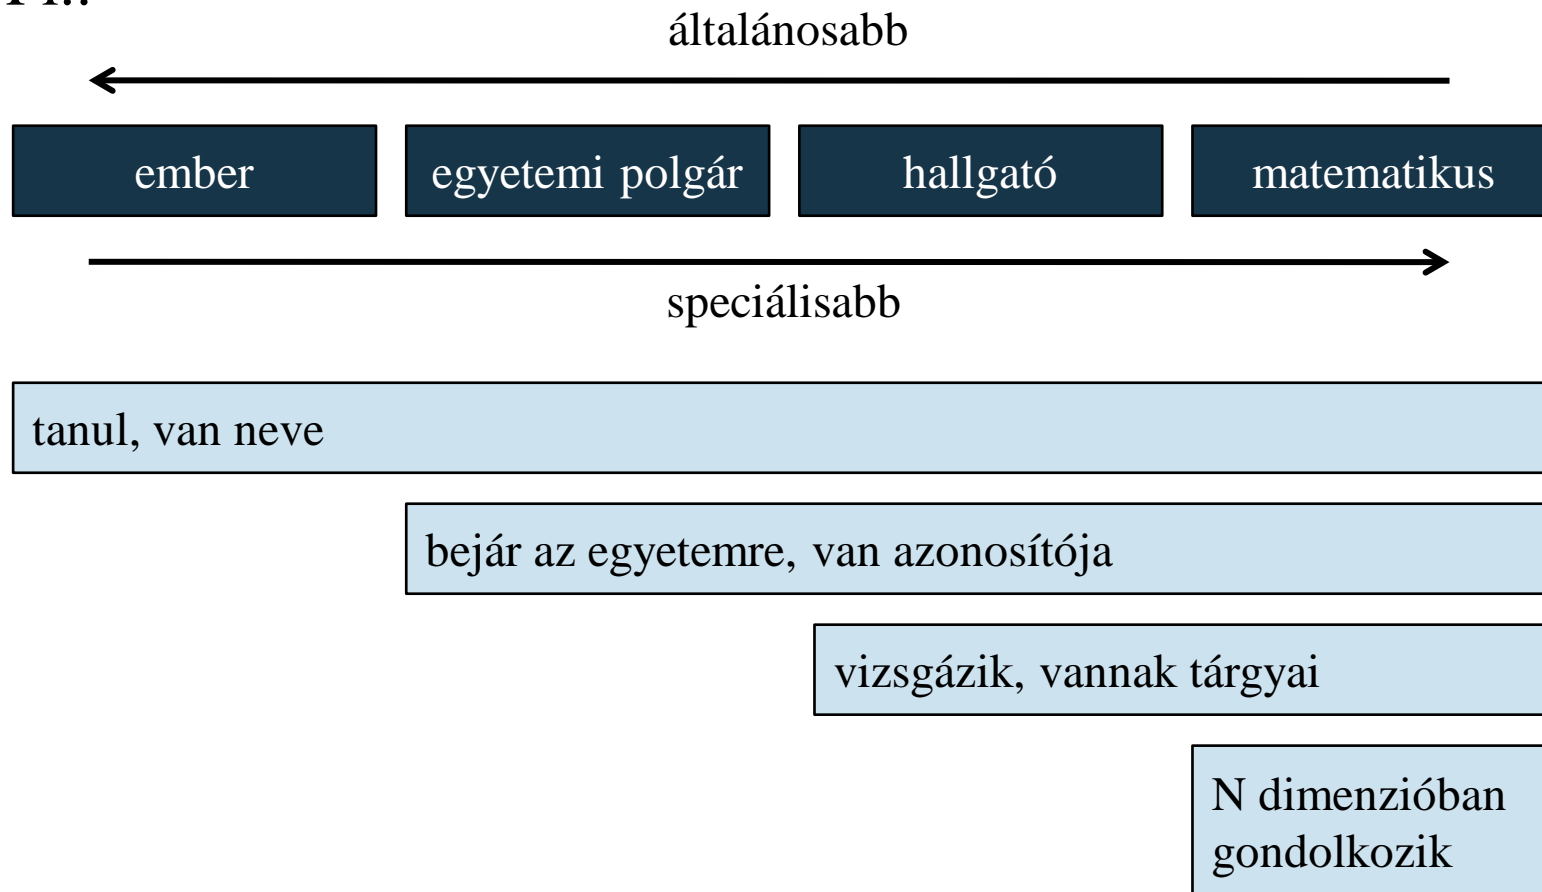 általánosabb
ember
egyetemi polgár
hallgató
matematikus
speciálisabb
tanul, van neve
bejár az egyetemre, van azonosítója
vizsgázik, vannak tárgyai
N dimenzióban
gondolkozik